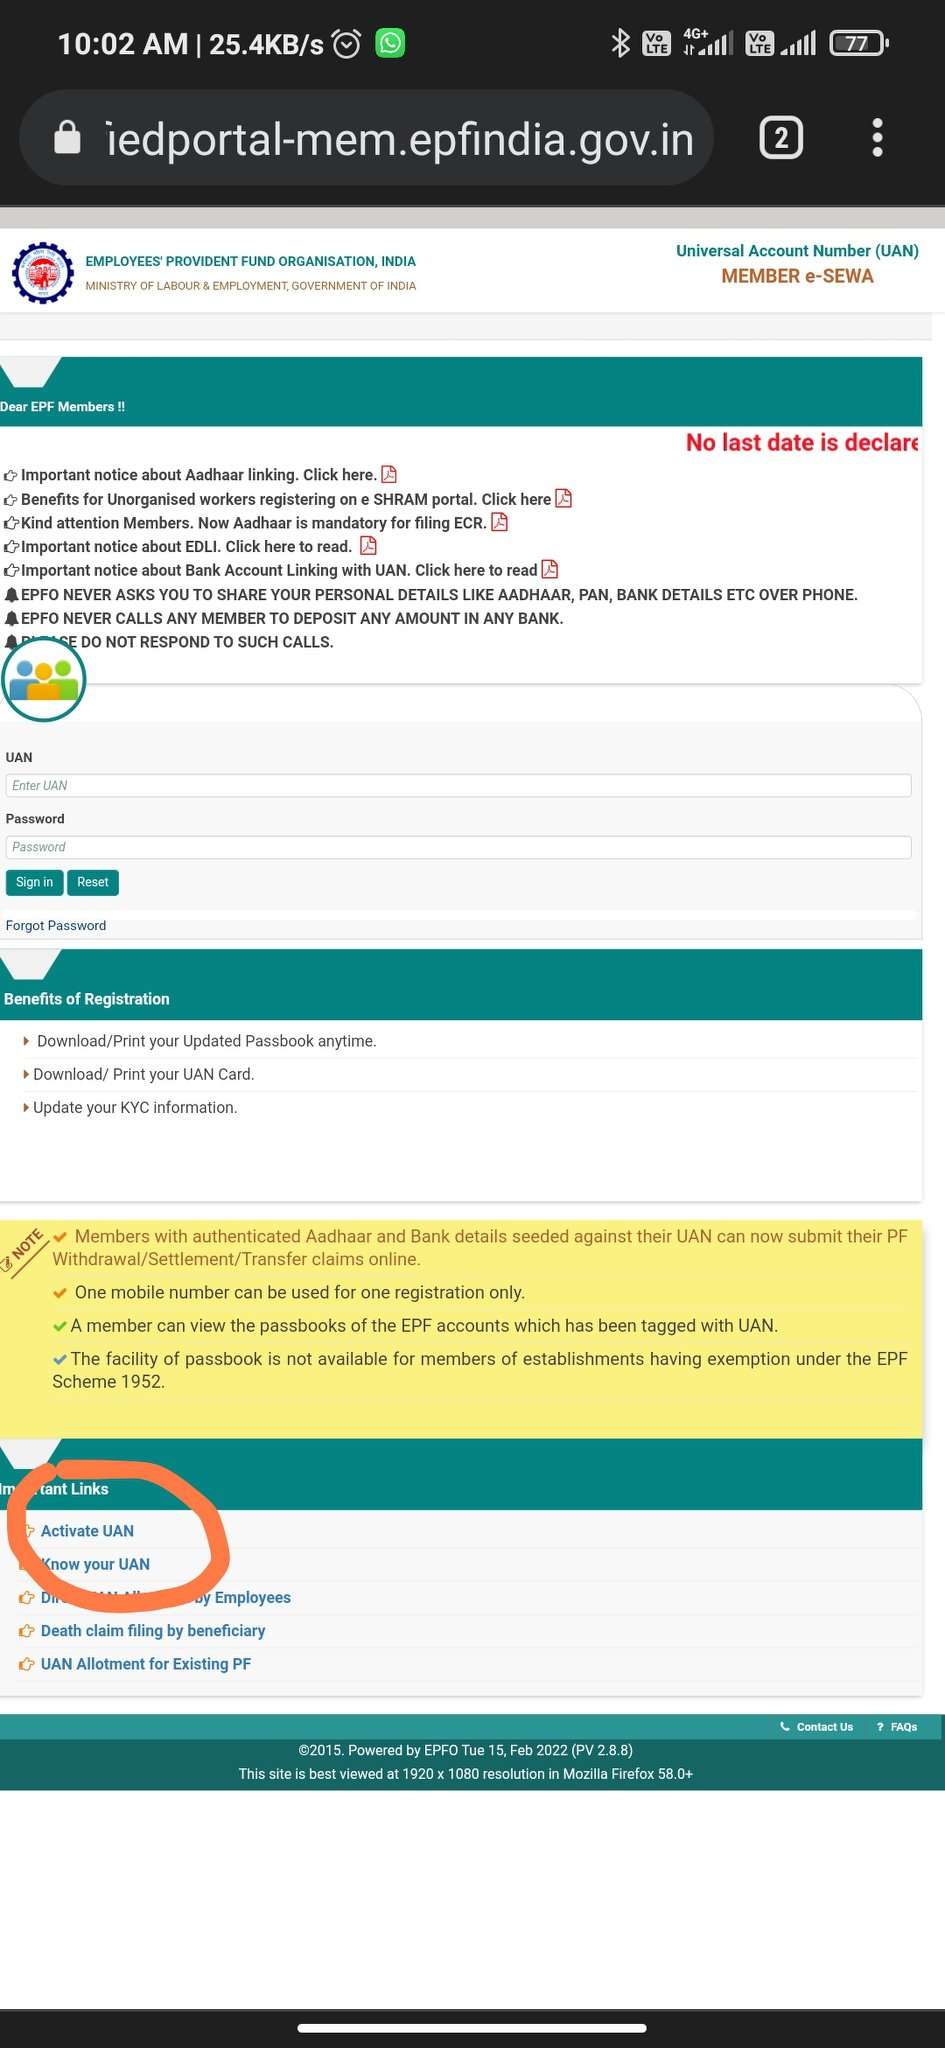 10:02 AM | 25.4KB/s
Vo LTE 4G+ Vo LTE 77
iedportal-mem.epfindia.gov.in 2
EMPLOYEES' PROVIDENT FUND ORGANISATION, INDIA
MINISTRY OF LABOUR & EMPLOYMENT, GOVERNMENT OF INDIA
Universal Account Number (UAN)
MEMBER e-SEWA
Dear EPF Members !!
No last date is declare
Important notice about Aadhaar linking. Click here.
Benefits for Unorganised workers registering on e SHRAM portal. Click here
Kind attention Members. Now Aadhaar is mandatory for filing ECR.
Important notice about EDLI. Click here to read.
Important notice about Bank Account Linking with UAN. Click here to read
EPFO NEVER ASKS YOU TO SHARE YOUR PERSONAL DETAILS LIKE AADHAAR, PAN, BANK DETAILS ETC OVER PHONE.
EPFO NEVER CALLS ANY MEMBER TO DEPOSIT ANY AMOUNT IN ANY BANK.
DO NOT RESPOND TO SUCH CALLS.
UAN
Enter UAN
Password
Password
Sign in Reset
Forgot Password
Benefits of Registration
Download/Print your Updated Passbook anytime.
Download/ Print your UAN Card.
Update your KYC information.
NOTE
Members with authenticated Aadhaar and Bank details seeded against their UAN can now submit their PF
Withdrawal/Settlement/Transfer claims online.
One mobile number can be used for one registration only.
A member can view the passbooks of the EPF accounts which has been tagged with UAN.
The facility of passbook is not available for members of establishments having exemption under the EPF
Scheme 1952.
Links
Activate UAN
Know your UAN
by Employees
Death claim filing by beneficiary
UAN Allotment for Existing PF
Contact Us ? FAQs
©2015. Powered by EPFO Tue 15, Feb 2022 (PV 2.8.8)
This site is best viewed at 1920 x 1080 resolution in Mozilla Firefox 58.0+